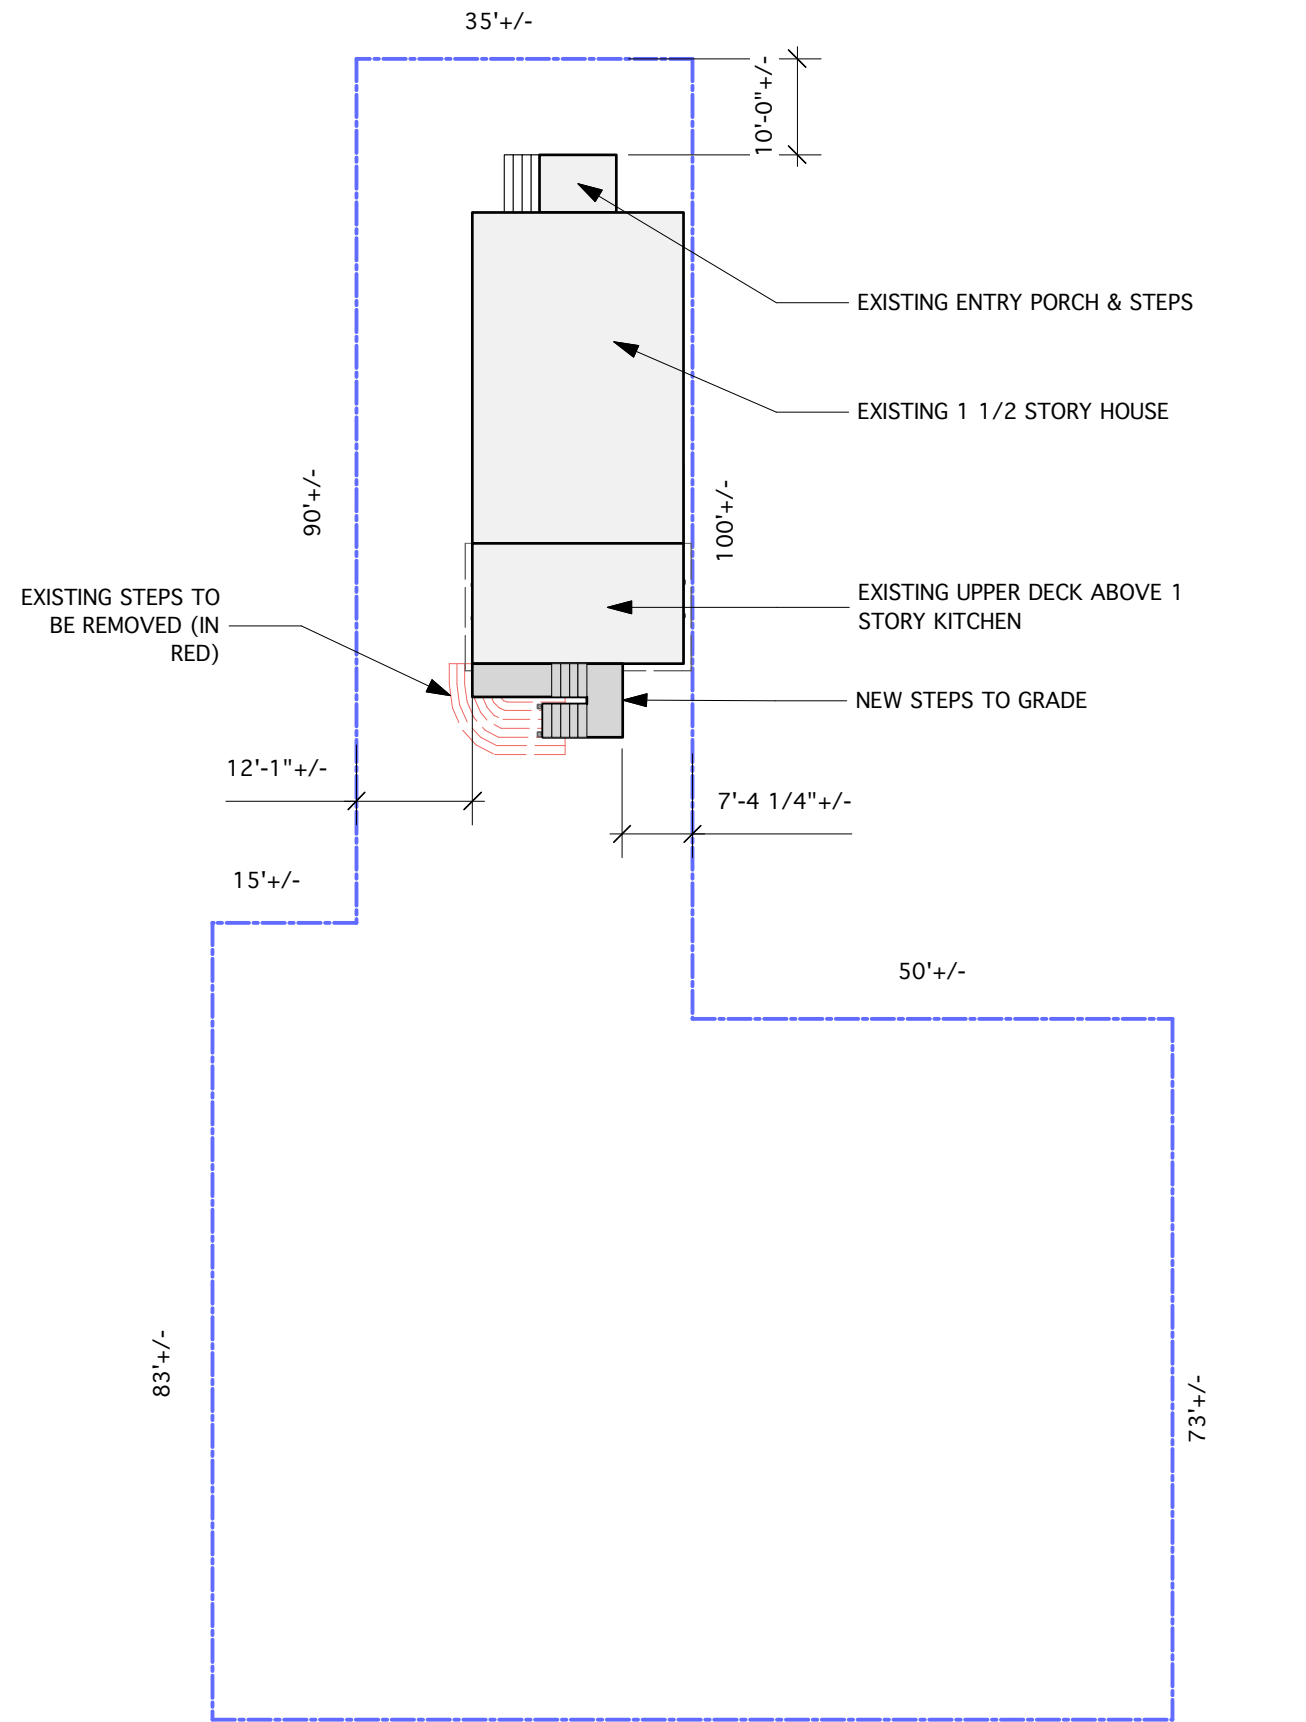 35'+/-
10'-0"+/-
EXISTING ENTRY PORCH & STEPS
EXISTING 1 1/2 STORY HOUSE
90'+/-
100'+/-
EXISTING STEPS TO
BE REMOVED (IN
RED)
EXISTING UPPER DECK ABOVE 1
STORY KITCHEN
NEW STEPS TO GRADE
12'-1"+/-
7'-4 1/4"+/-
15'+/-
50'+/-
83'+/-
73'+/-